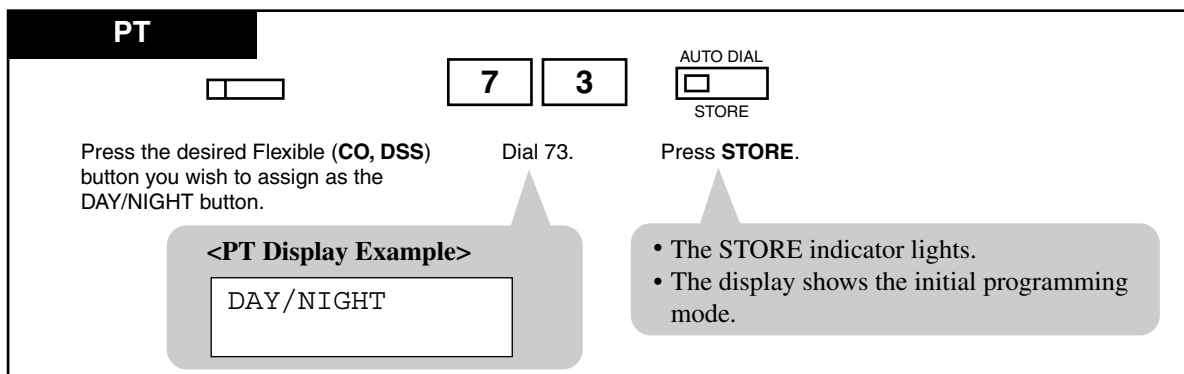 PT
7 3
AUTO DIAL
STORE
Press the desired Flexible (CO, DSS)
button you wish to assign as the
DAY/NIGHT button.
Dial 73.
Press STORE.
<PT Display Example>
DAY/NIGHT
• The STORE indicator lights.
• The display shows the initial programming
mode.